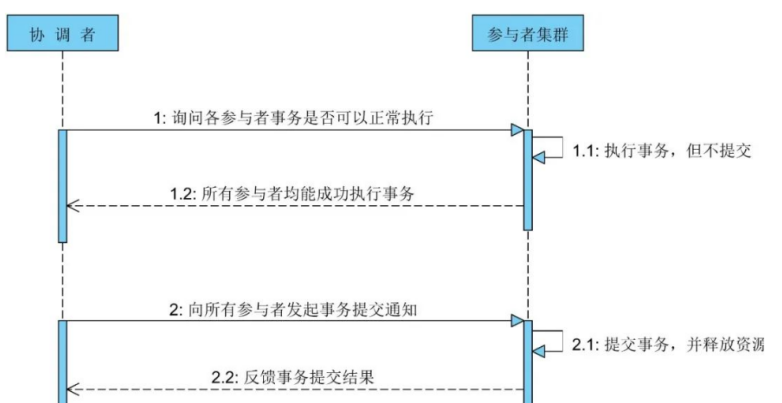 协 调 者
参与者集群
1: 询问各参与者事务是否可以正常执行
1.1: 执行事务，但不提交
1.2: 所有参与者均能成功执行事务
2: 向所有参与者发起事务提交通知
2.1: 提交事务，并释放资源
2.2: 反馈事务提交结果